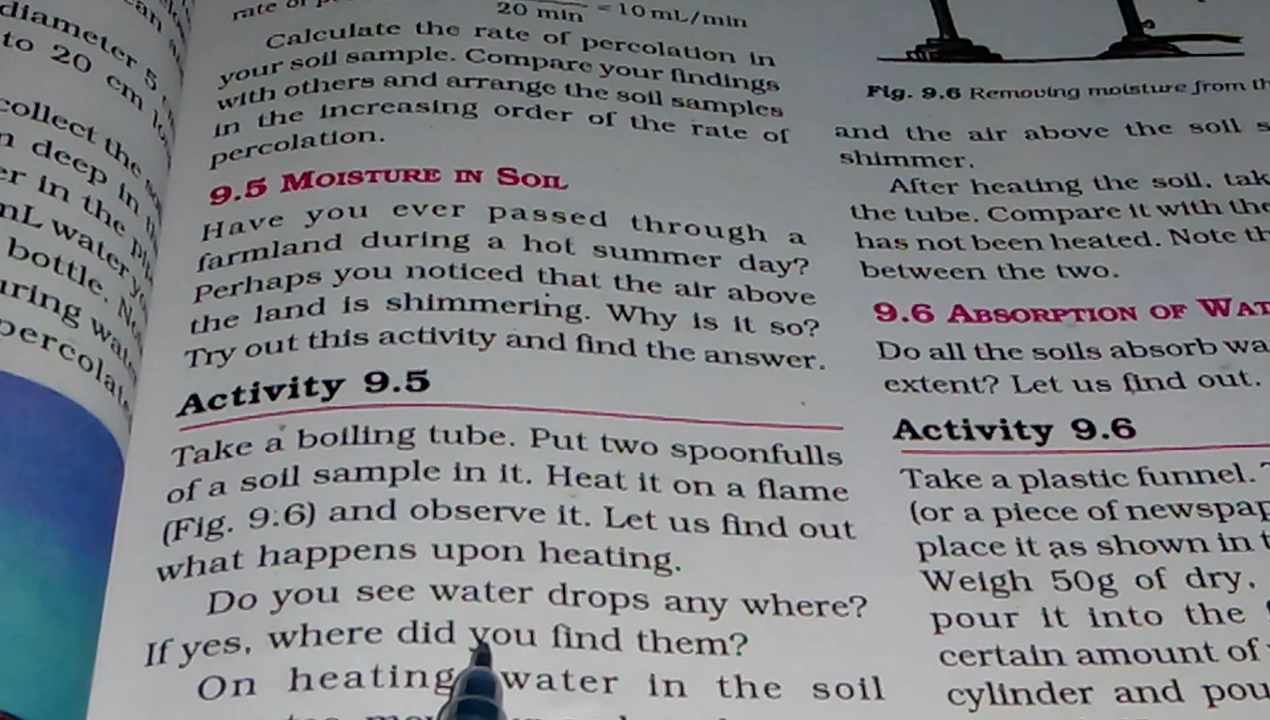 diameter 5
to 20 cm
collect the
deep in
in the
water
bottle.
percolat
20 min = 10 mL/min
Calculate the rate of percolation in
your soil sample. Compare your findings
with others and arrange the soil samples
in the increasing order of the rate of
percolation.
9.5 MOISTURE IN SOIL
Have you ever passed through a
farmland during a hot summer day?
Perhaps you noticed that the air above
the land is shimmering. Why is it so?
Try out this activity and find the answer.
Activity 9.5
Take a boiling tube. Put two spoonfulls
of a soil sample in it. Heat it on a flame
(Fig. 9.6) and observe it. Let us find out
what happens upon heating.
Do you see water drops any where?
If yes, where did you find them?
On heating water in the soil
Fig. 9.6 Removing moisture from th
and the air above the soil s
shimmer.
After heating the soil, tak
the tube. Compare it with the
has not been heated. Note th
between the two.
9.6 ABSORPTION OF WAT
Do all the soils absorb wa
extent? Let us find out.
Activity 9.6
Take a plastic funnel.
(or a piece of newspap
place it as shown in t
Weigh 50g of dry,
pour it into the
certain amount of
cylinder and pou